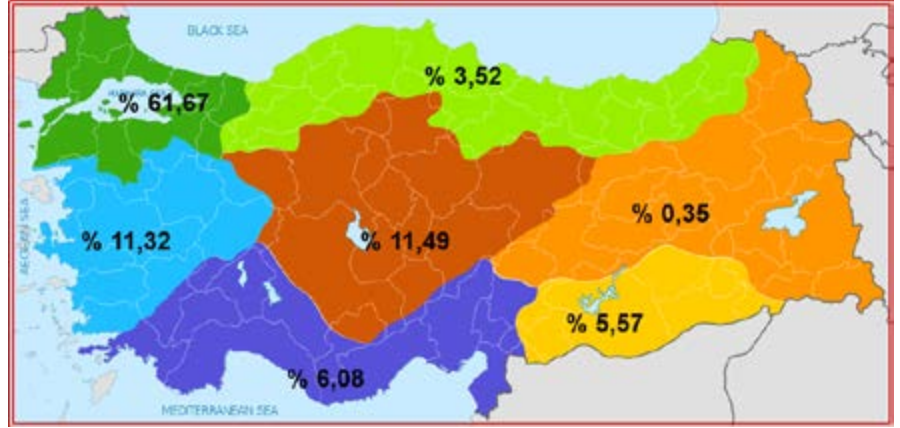 BLACK SEA
% 3,52
% 61,67
% 0,35
AEGEAN SEA
% 11,32
% 11,49
% 5,57
% 6,08
MEDITERRANEAN SEA